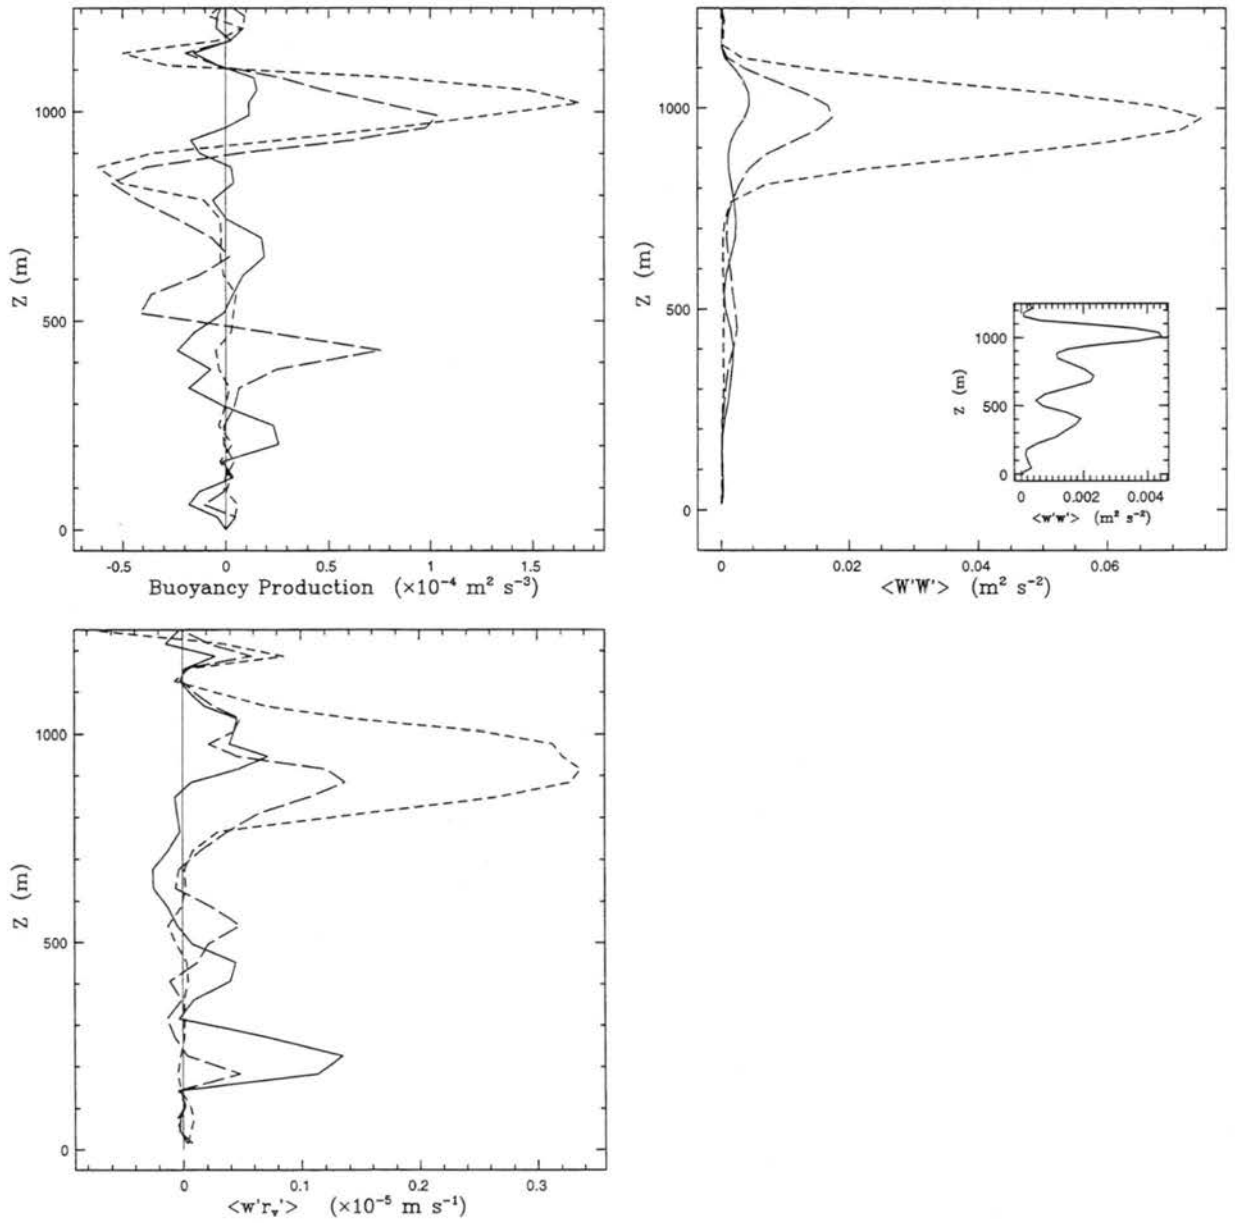 1000
500
0
Z (m)
-0.5 0 0.5 1 1.5
Buoyancy Production (×10⁻⁴ m² s⁻³)
1000
500
0
Z (m)
0 0.02 0.04 0.06
<W'W'> (m² s⁻²)
1000
500
0
Z (m)
0 0.002 0.004
<w'w'> (m² s⁻²)
1000
500
0
Z (m)
0 0.1 0.2 0.3
<w'rᵥ'> (×10⁻⁵ m s⁻¹)